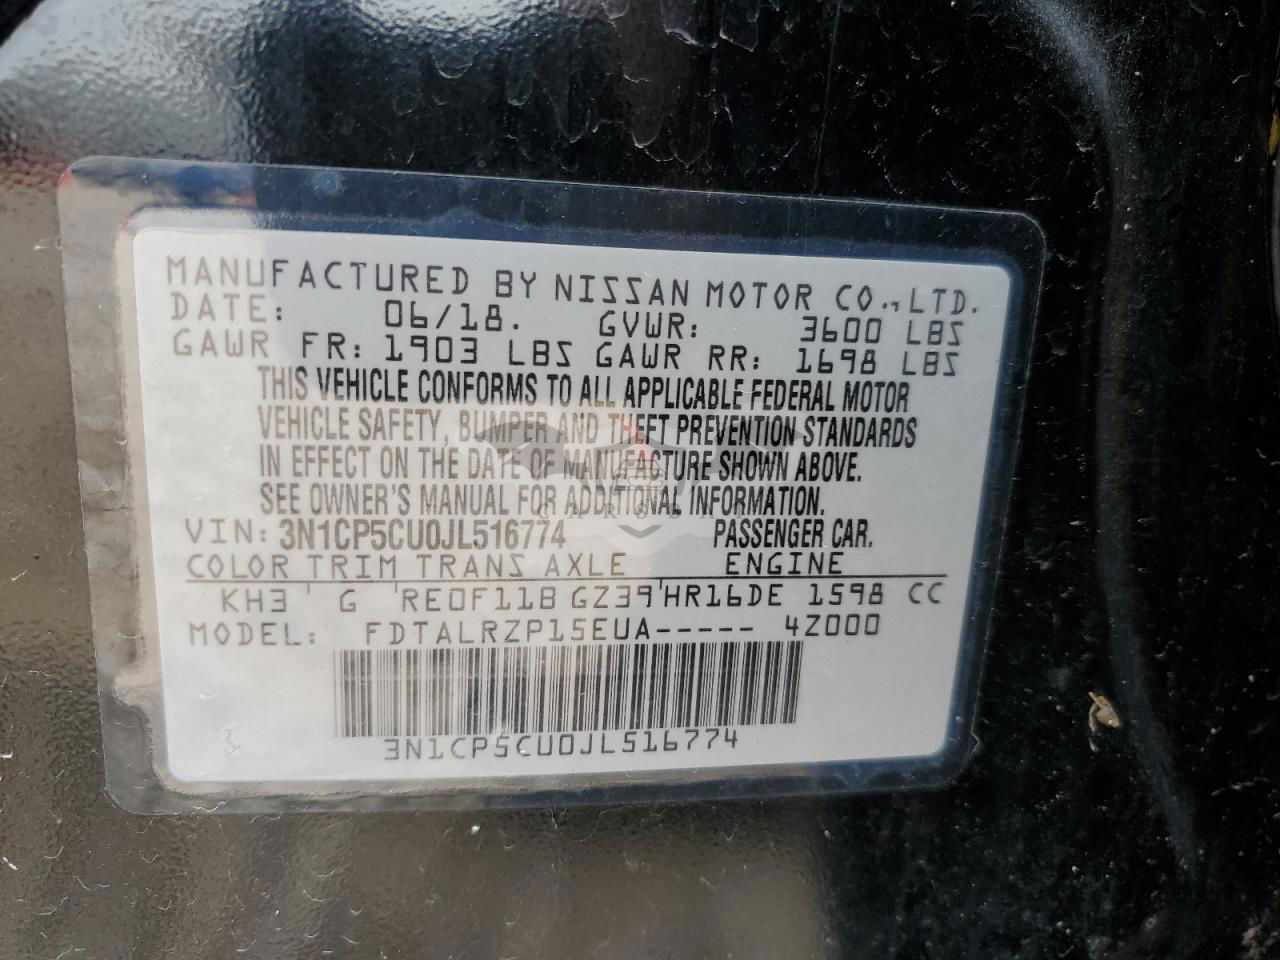 MANUFACTURED BY NISSAN MOTOR CO.,LTD.
DATE: 06/18. GVWR: 3600 LBS
GAWR FR: 1903 LBS GAWR RR: 1698 LBS
THIS VEHICLE CONFORMS TO ALL APPLICABLE FEDERAL MOTOR
VEHICLE SAFETY, BUMPER AND THEFT PREVENTION STANDARDS
IN EFFECT ON THE DATE OF MANUFACTURE SHOWN ABOVE.
SEE OWNER'S MANUAL FOR ADDITIONAL INFORMATION.
VIN: 3N1CP5CU0JL516774 PASSENGER CAR.
COLOR TRIM TRANS AXLE ENGINE
KH3 ' G ' RE0F11B GZ39 ' HR16DE 1598 CC
MODEL: FDTALRZP15EUA----- 4Z000
3N1CP5CU0JL516774